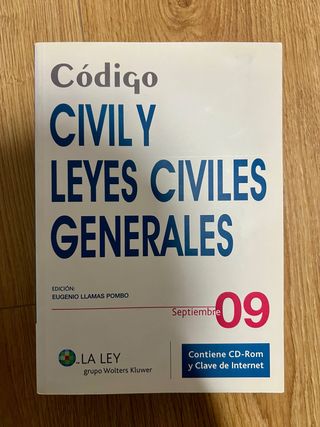 Código
CIVIL Y
LEYES CIVILES
GENERALES
EDICIÓN:
EUGENIO LLAMAS POMBO
Septiembre 09
LA LEY
grupo Wolters Kluwer
Contiene CD-Rom
y Clave de Internet